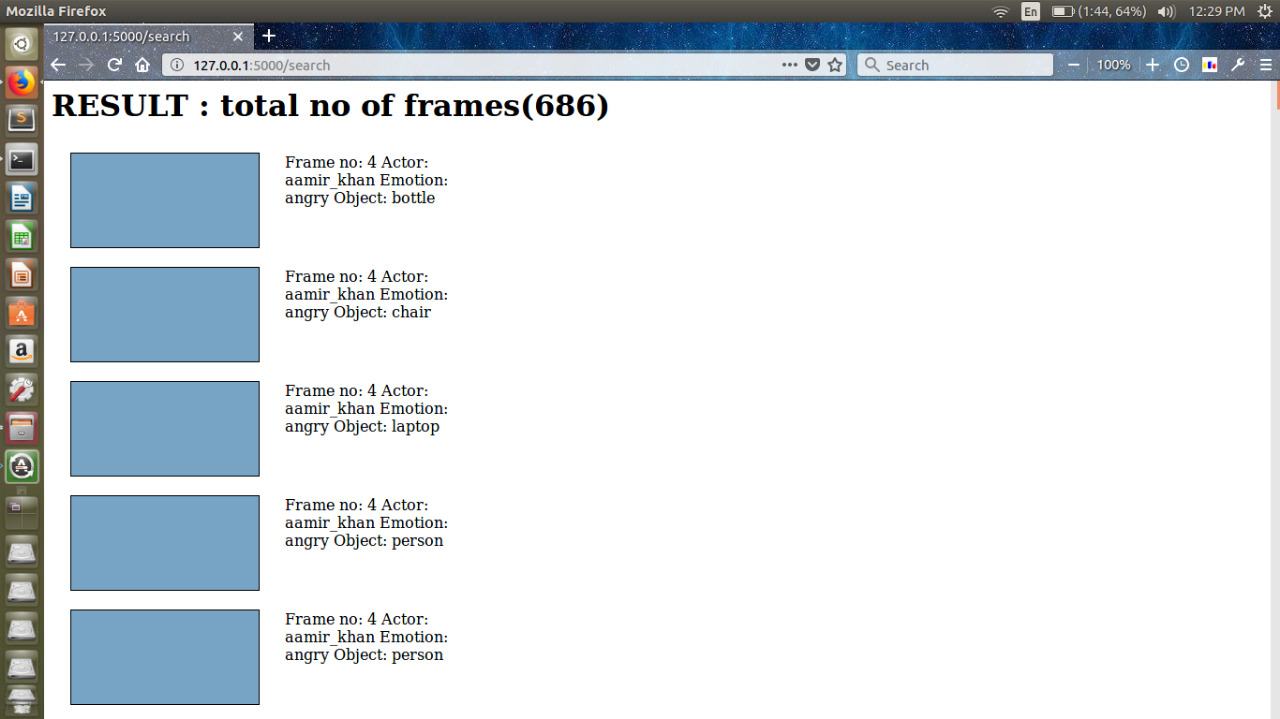 Mozilla Firefox
En
(1:44, 64%)
12:29 PM
127.0.0.1:5000/search
127.0.0.1:5000/search
Search
100%
RESULT : total no of frames(686)
Frame no: 4 Actor:
aamir_khan Emotion:
angry Object: bottle
Frame no: 4 Actor:
aamir_khan Emotion:
angry Object: chair
Frame no: 4 Actor:
aamir_khan Emotion:
angry Object: laptop
Frame no: 4 Actor:
aamir_khan Emotion:
angry Object: person
Frame no: 4 Actor:
aamir_khan Emotion:
angry Object: person